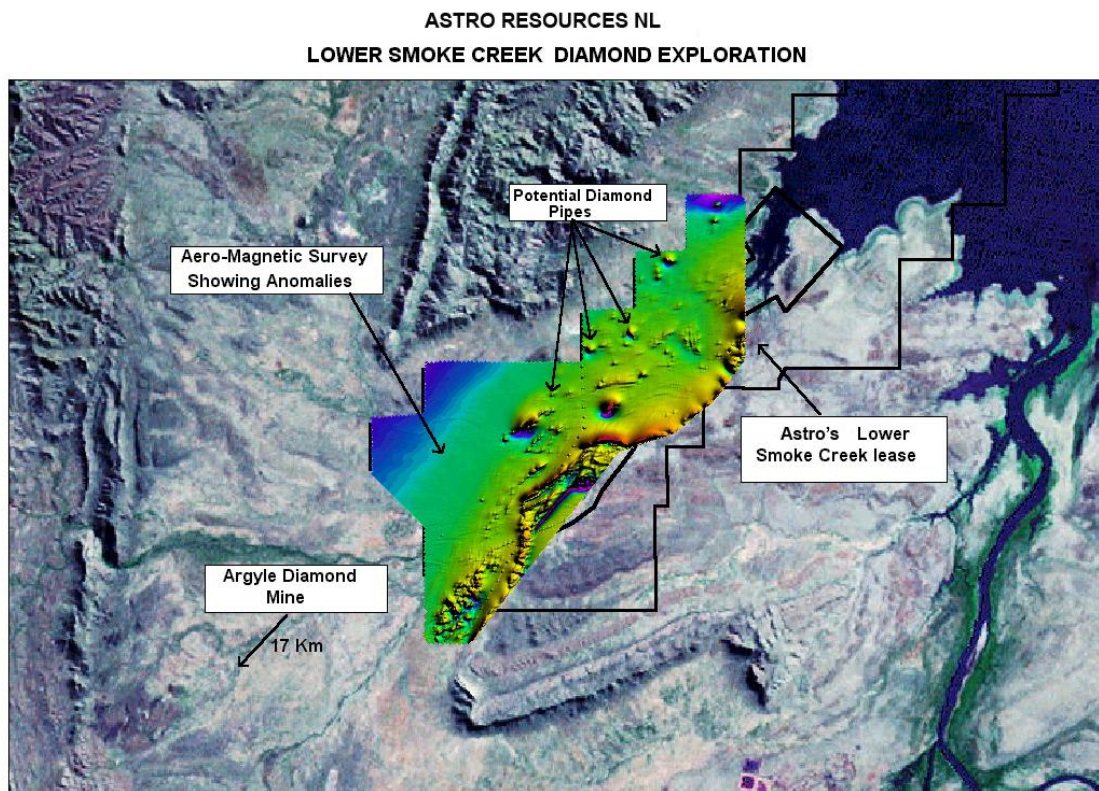 ASTRO RESOURCES NL
LOWER SMOKE CREEK DIAMOND EXPLORATION
Potential Diamond
Pipes
Aero-Magnetic Survey
Showing Anomalies
Astro's Lower
Smoke Creek lease
Argyle Diamond
Mine
17 Km